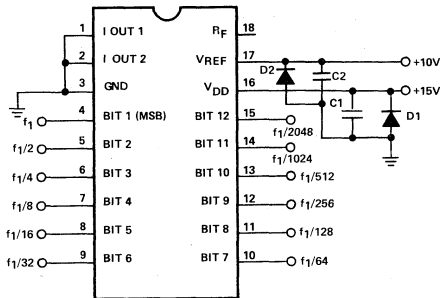 1 I OUT 1 RF 18
2 I OUT 2 VREF 17 D2 C2 +10V
3 GND VDD 16 +15V
C1 D1
f1 4 BIT 1 (MSB) BIT 12 15 f1/2048
f1/2 5 BIT 2 BIT 11 14 f1/1024
f1/4 6 BIT 3 BIT 10 13 f1/512
f1/8 7 BIT 4 BIT 9 12 f1/256
f1/16 8 BIT 5 BIT 8 11 f1/128
f1/32 9 BIT 6 BIT 7 10 f1/64